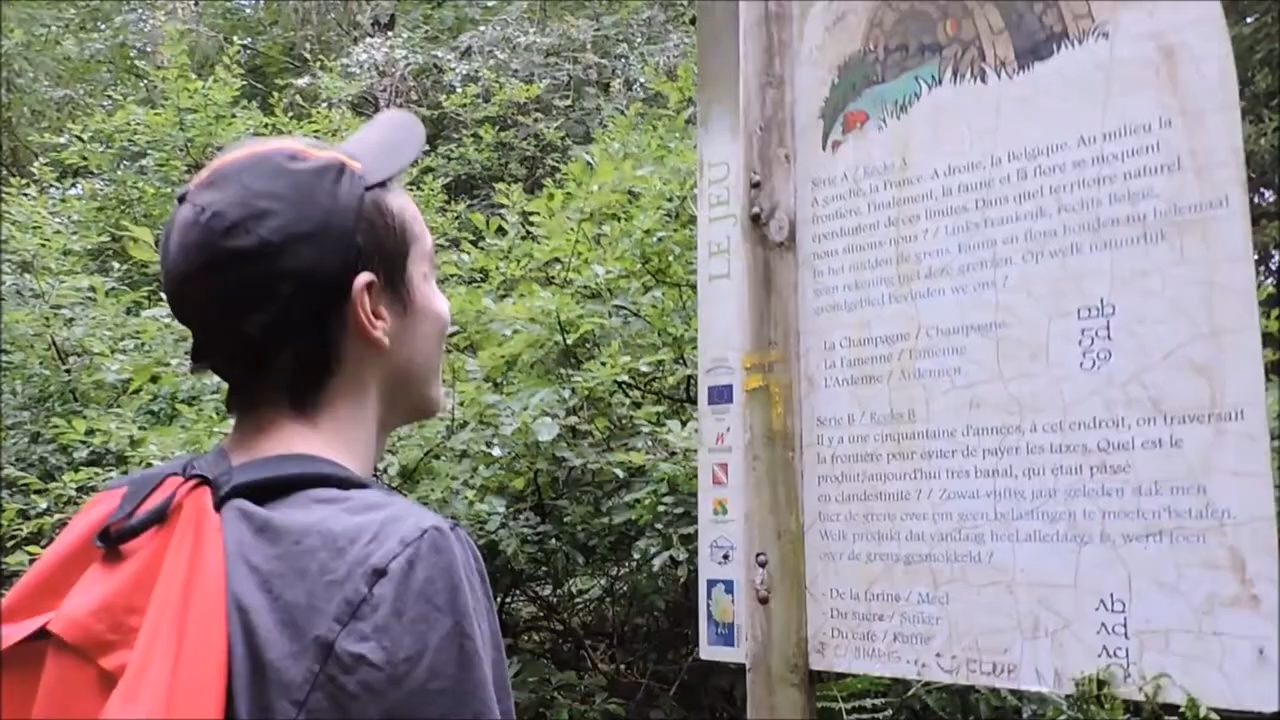 LE JEU
Série A / Reeks A
A gauche, la France. A droite, la Belgique. Au milieu la
frontière. Finalement, la faune et la flore se moquent
éperdument de ces limites. Dans quel territoire naturel
nous situons-nous ? / Links Frankrijk, rechts België.
In het midden de grens. Fauna en flora houden nu helemaal
geen rekening met deze grenzen. Op welk natuurlijk
grondgebied bevinden we ons ?
La Champagne / Champagne
La Famenne / Famenne
L'Ardenne / Ardennen
5d
Série B / Reeks B
Il y a une cinquantaine d'années, à cet endroit, on traversait
la frontière pour éviter de payer les taxes. Quel est le
produit, aujourd'hui très banal, qui était passé
en clandestinité ? / Zowat vijftig jaar geleden stak men
hier de grens over om geen belastingen te moeten betalen.
Welk produkt dat vandaag heel alledaags is, werd toen
over de grens gesmokkeld ?
- De la farine / Meel
- Du sucre / Suiker
- Du café / Koffie